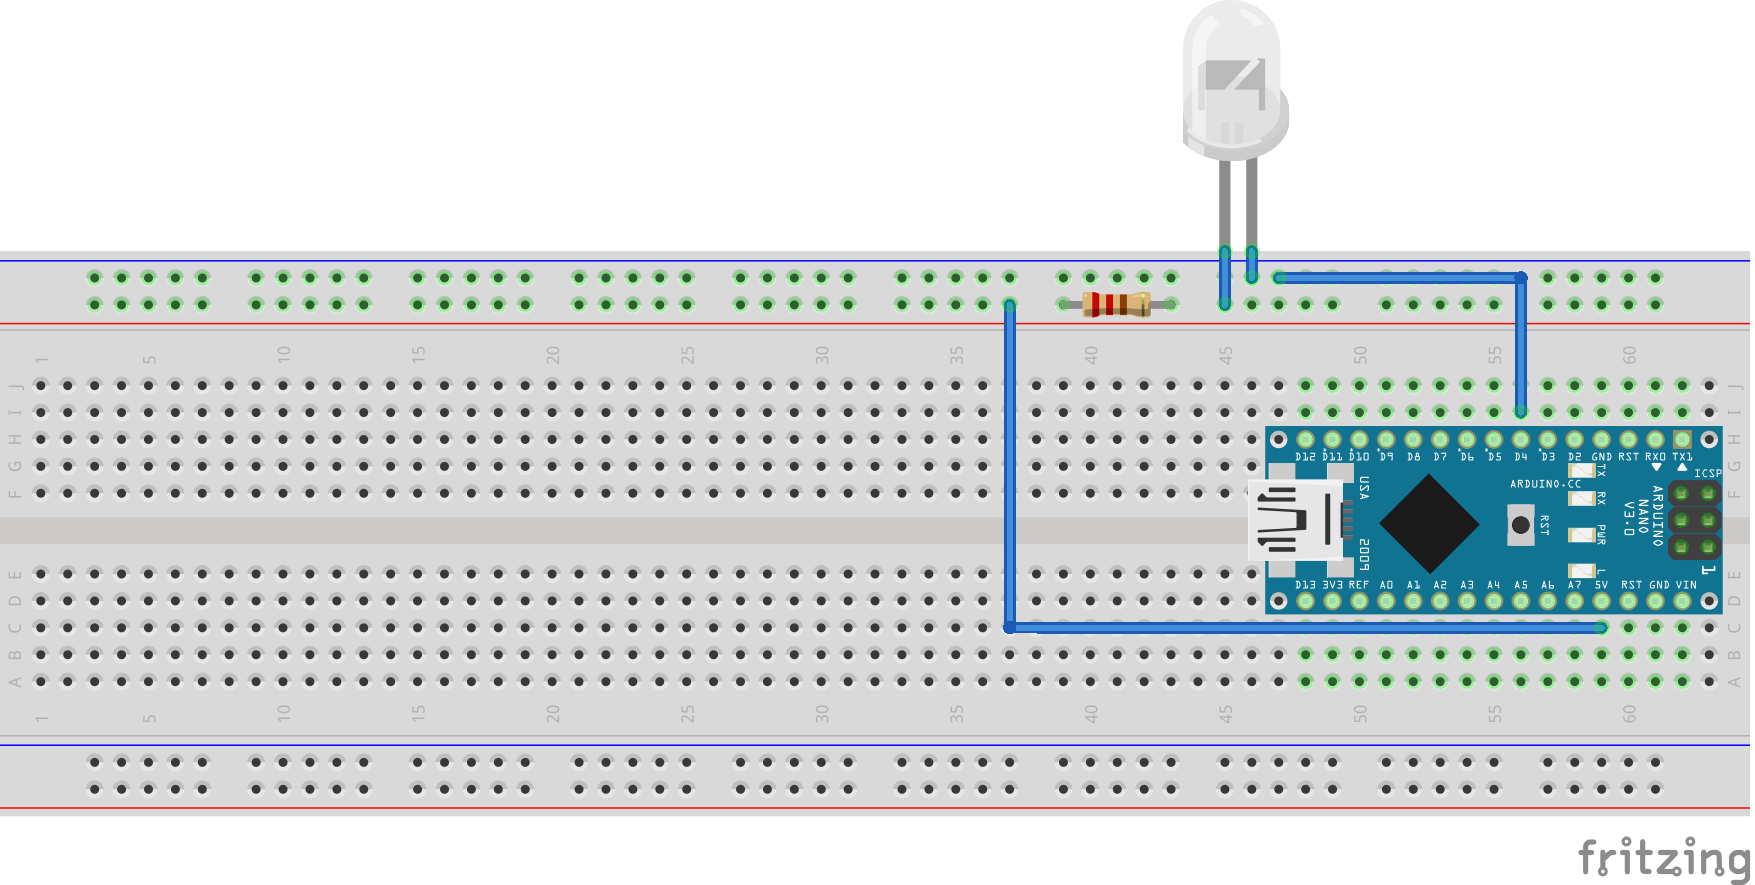 1 5 10 15 20 25 30 35 40 45 50 55 60
J J
I I
H H
G G
F F
D12 D11 D10 D9 D8 D7 D6 D5 D4 D3 D2 GND RST RX0 TX1
ICSP
USA
2009
ARDUINO.CC
TX
RX
PWR
L
RST
ARDUINO
NANO
V3.0
1
D13 3V3 REF A0 A1 A2 A3 A4 A5 A6 A7 5V RST GND VIN
E E
D D
C C
B B
A A
1 5 10 15 20 25 30 35 40 45 50 55 60
fritzing